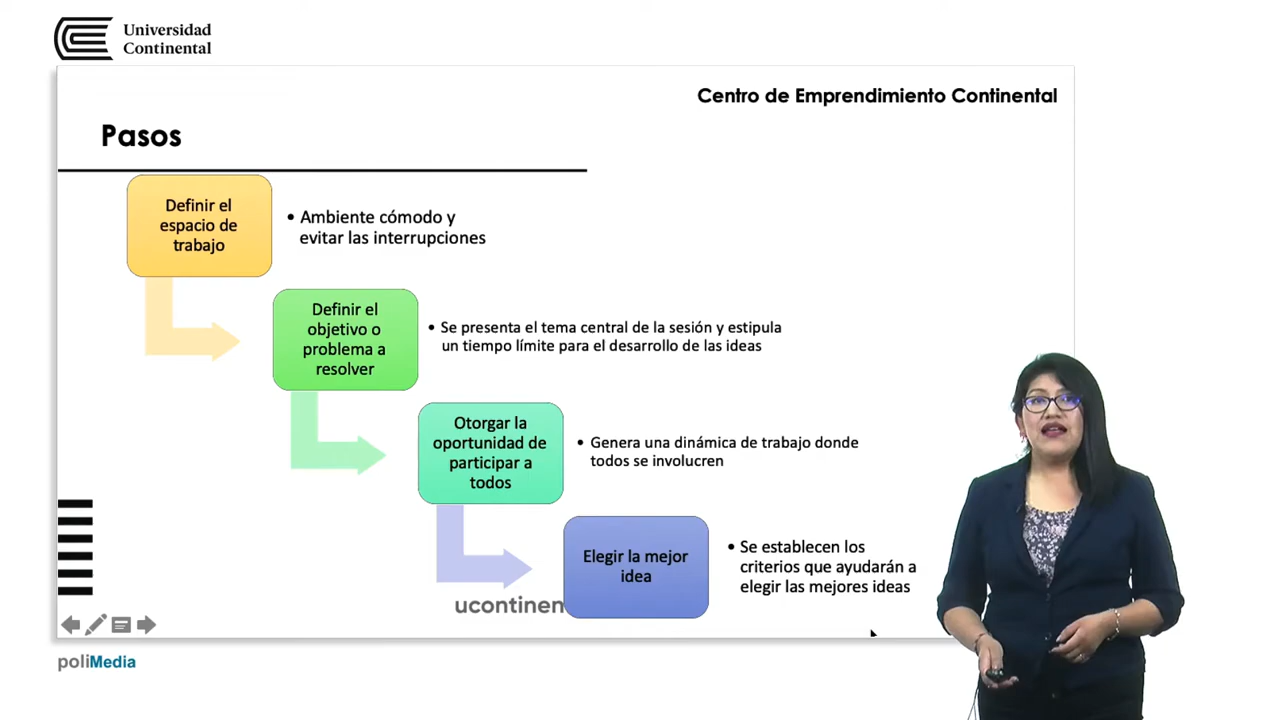 Universidad
Continental
Centro de Emprendimiento Continental
Pasos
Definir el
espacio de
trabajo
• Ambiente cómodo y
evitar las interrupciones
Definir el
objetivo o
problema a
resolver
• Se presenta el tema central de la sesión y estipula
un tiempo límite para el desarrollo de las ideas
Otorgar la
oportunidad de
participar a
todos
• Genera una dinámica de trabajo donde
todos se involucren
Elegir la mejor
idea
• Se establecen los
criterios que ayudarán a
elegir las mejores ideas
ucontinen
poliMedia